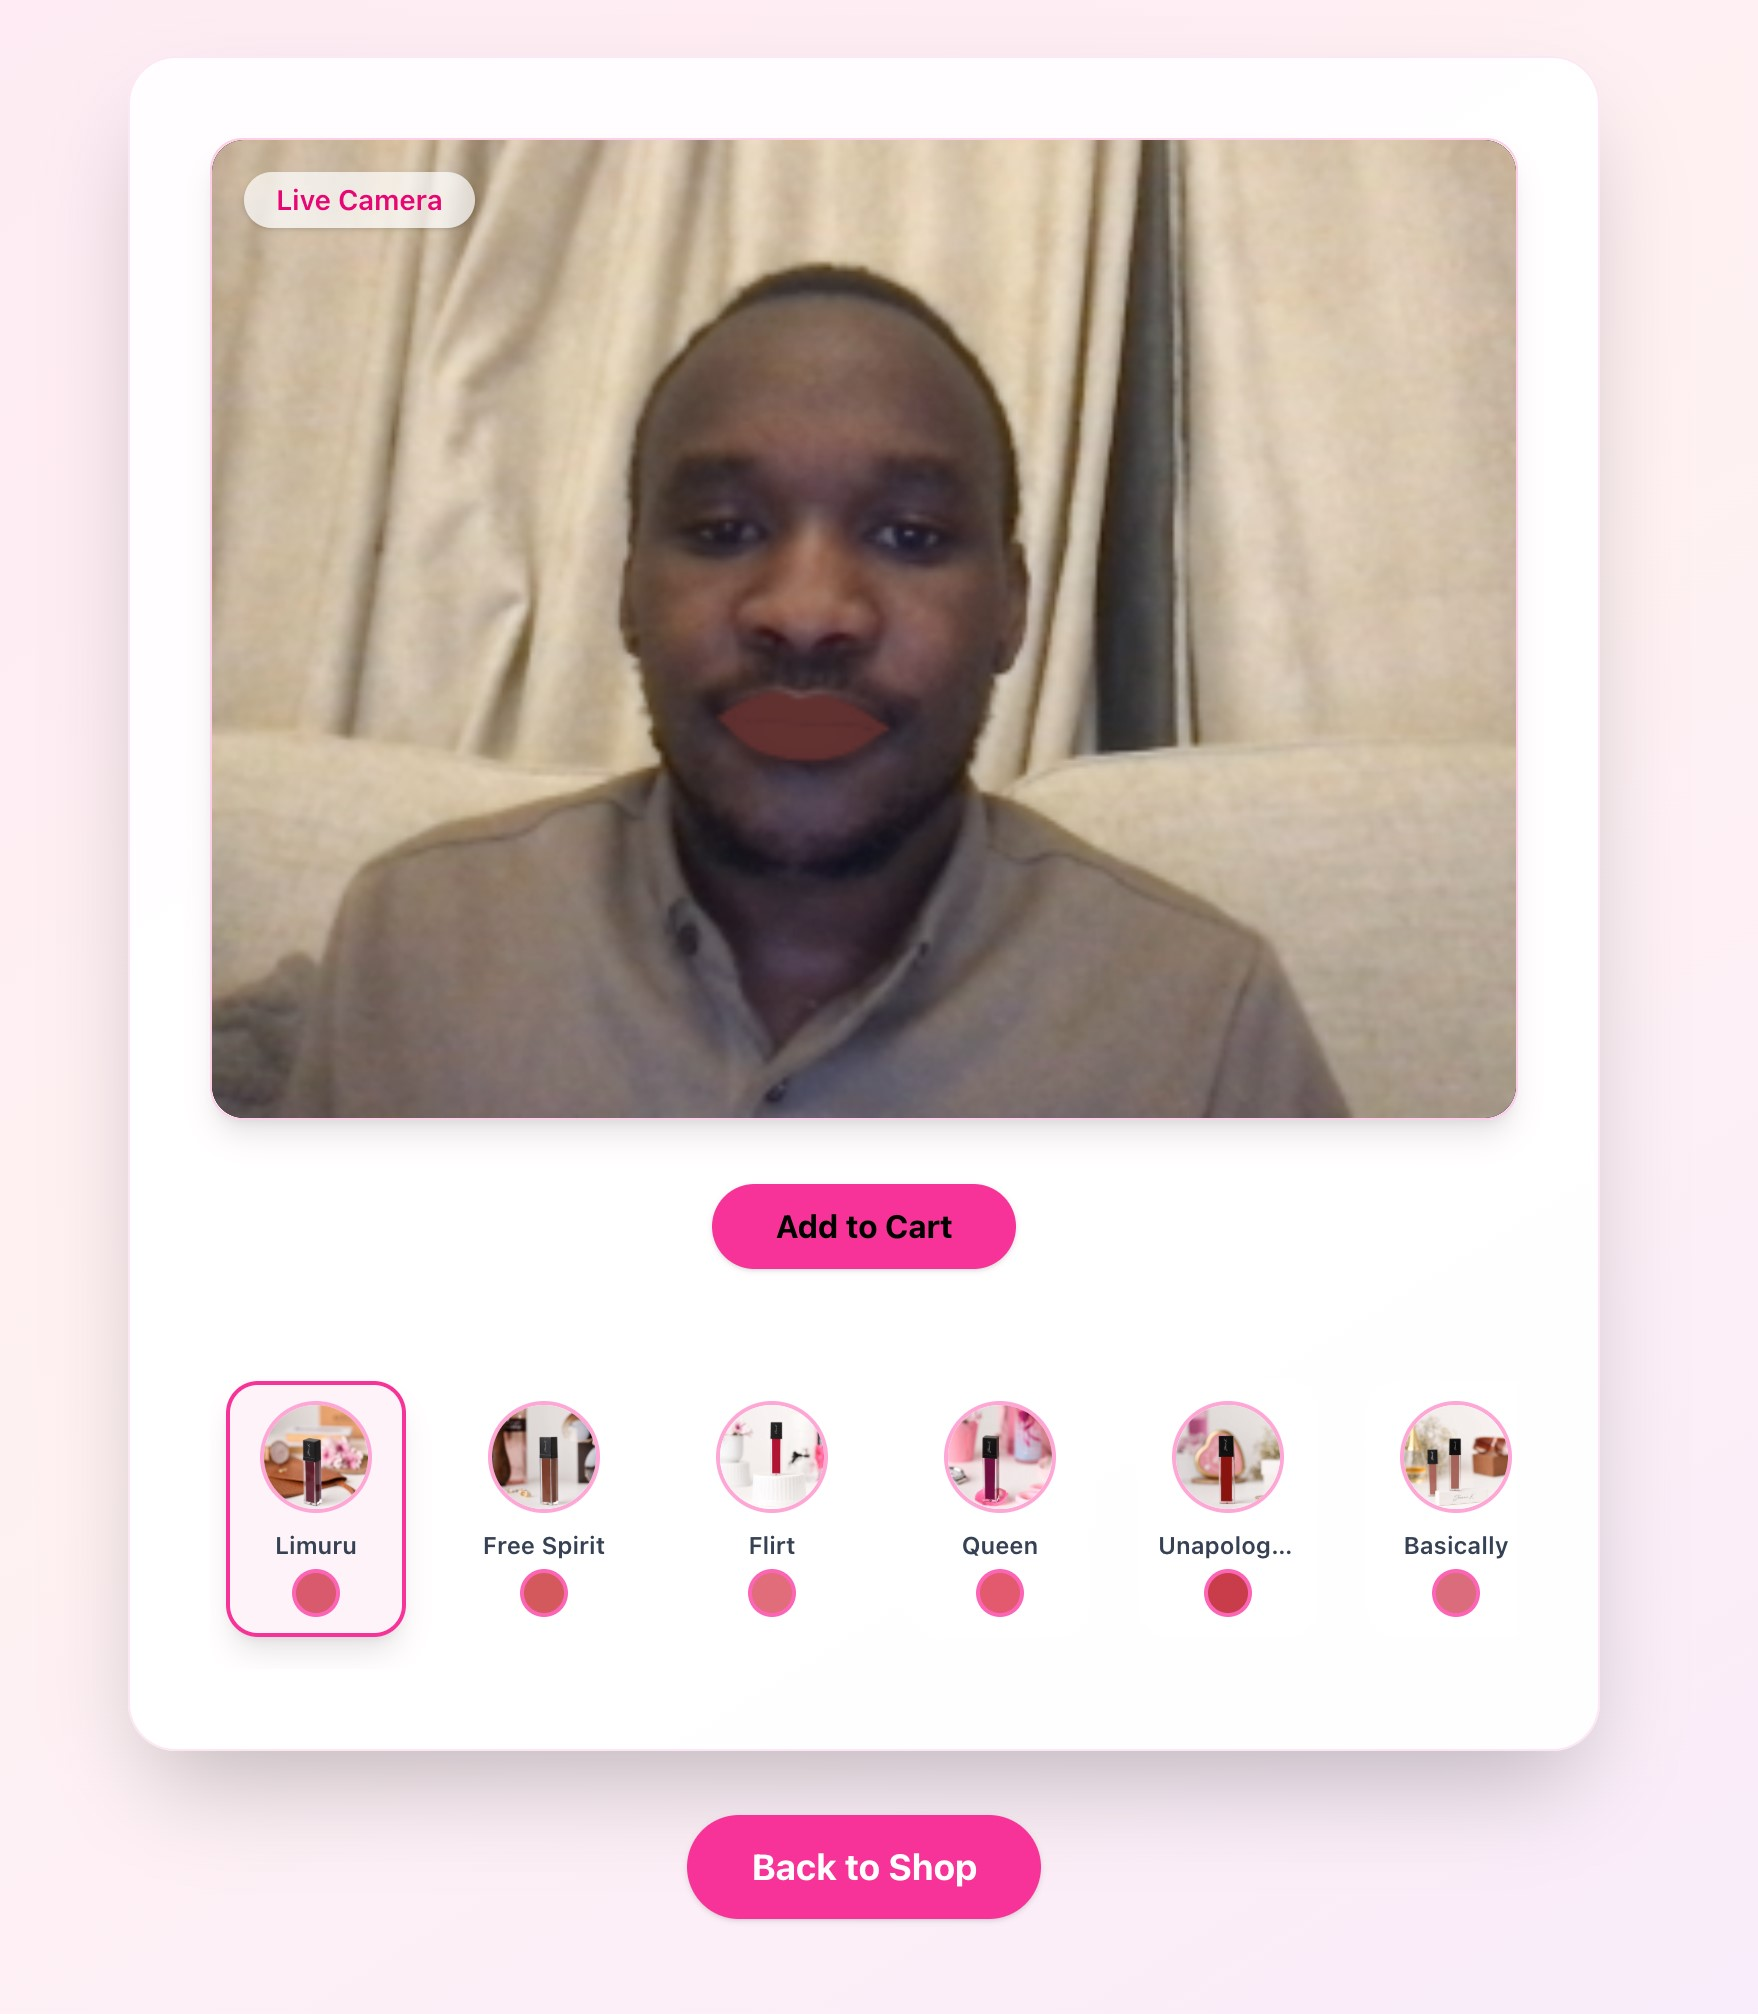 Live Camera
Add to Cart
Limuru
Free Spirit
Flirt
Queen
Unapolog...
Basically
Back to Shop